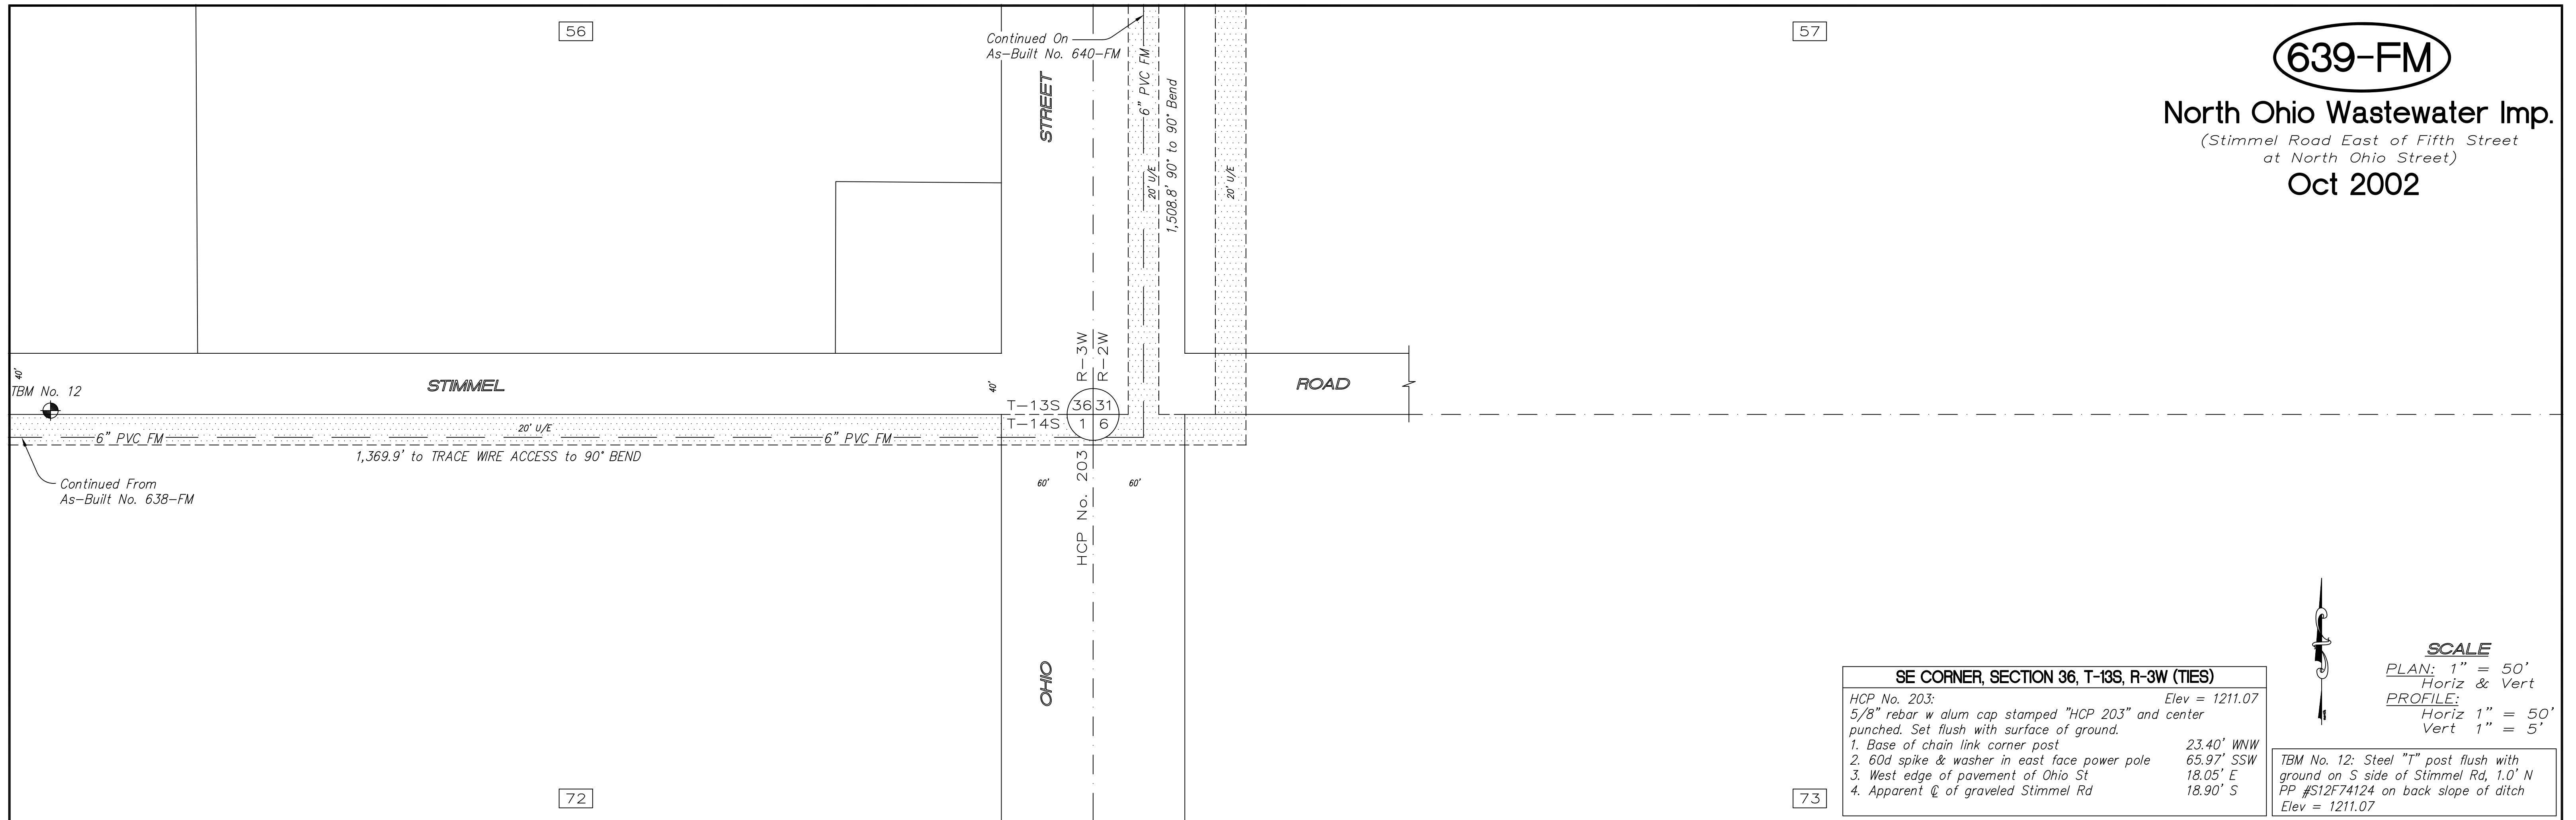 56
Continued On
As-Built No. 640-FM
STREET
6" PVC FM
1,508.8' 90° to 90° Bend
20' U/E
20' U/E
57
639-FM
North Ohio Wastewater Imp.
(Stimmel Road East of Fifth Street
at North Ohio Street)
Oct 2002
40'
TBM No. 12
STIMMEL
40'
R-3W
R-2W
ROAD
T-13S 36 31
T-14S 1 6
6" PVC FM
20' U/E
6" PVC FM
1,369.9' to TRACE WIRE ACCESS to 90° BEND
Continued From
As-Built No. 638-FM
HCP No. 203
60'
60'
OHIO
72
73
SE CORNER, SECTION 36, T-13S, R-3W (TIES)
HCP No. 203: Elev = 1211.07
5/8" rebar w alum cap stamped "HCP 203" and center
punched. Set flush with surface of ground.
1. Base of chain link corner post 23.40' WNW
2. 60d spike & washer in east face power pole 65.97' SSW
3. West edge of pavement of Ohio St 18.05' E
4. Apparent ℄ of graveled Stimmel Rd 18.90' S
SCALE
PLAN: 1" = 50'
Horiz & Vert
PROFILE:
Horiz 1" = 50'
Vert 1" = 5'
TBM No. 12: Steel "T" post flush with
ground on S side of Stimmel Rd, 1.0' N
PP #S12F74124 on back slope of ditch
Elev = 1211.07